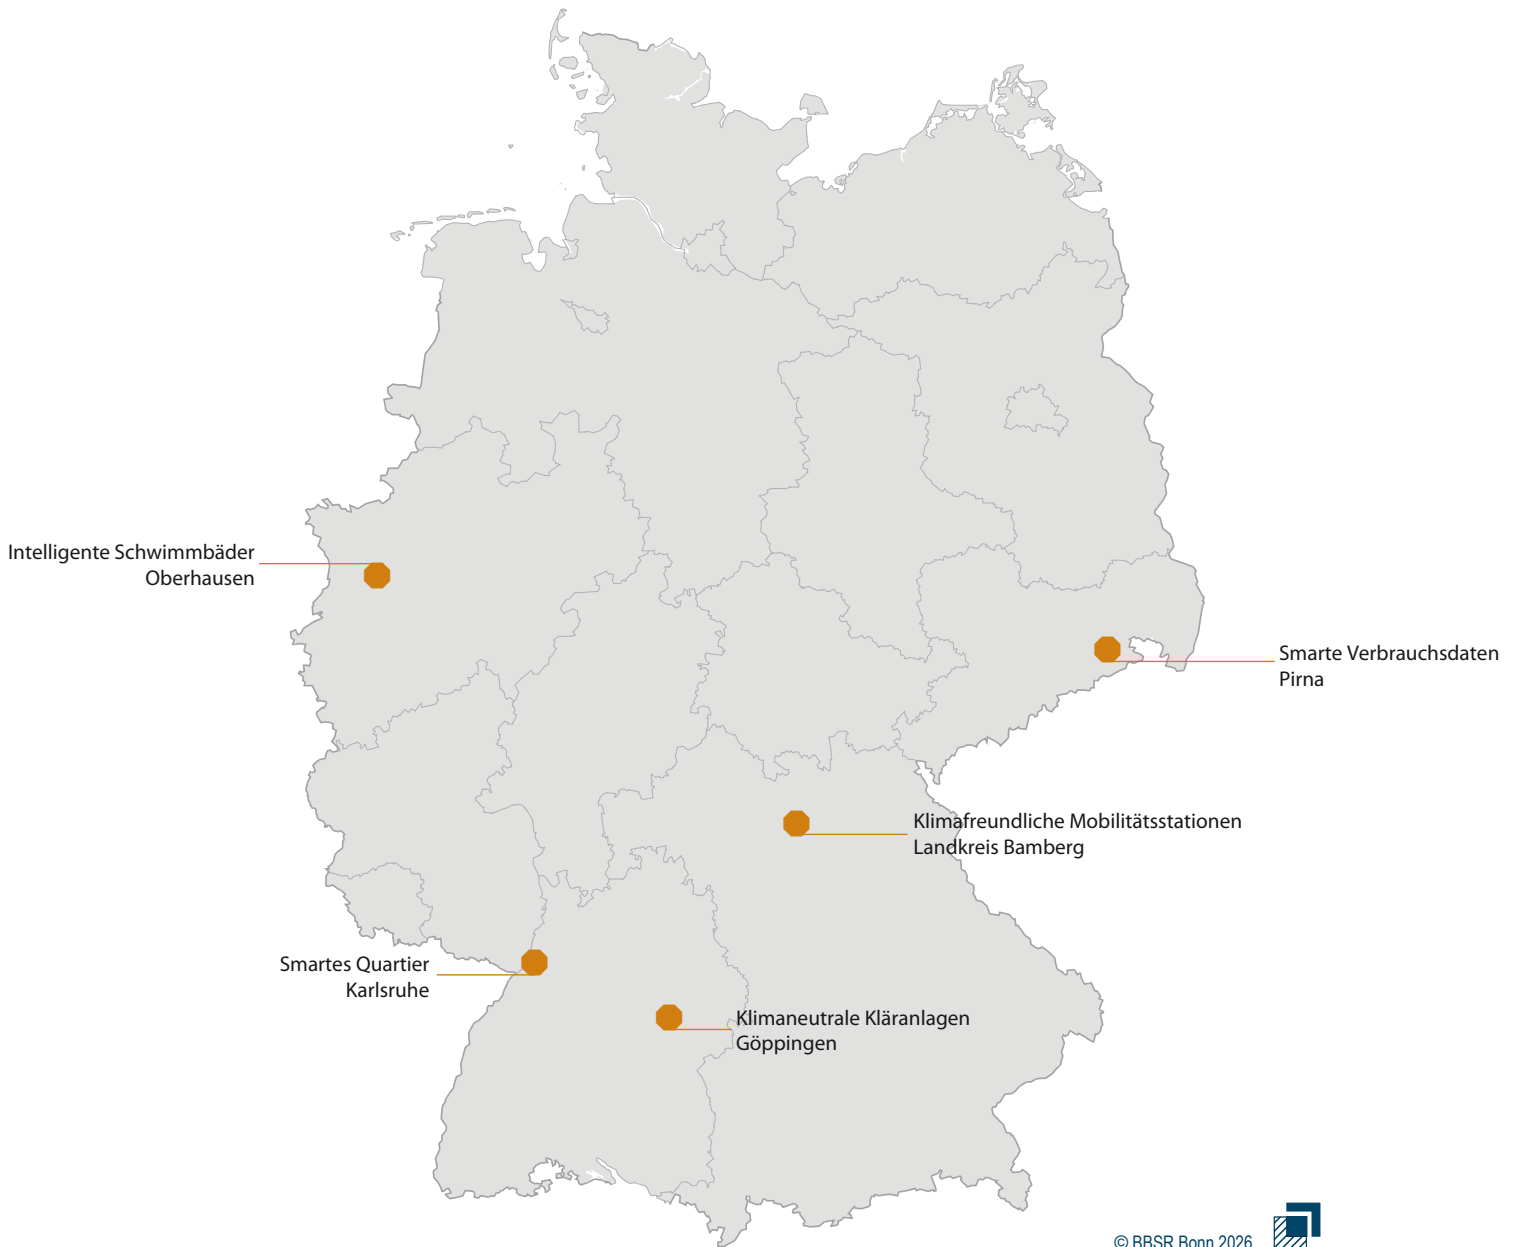 Intelligente Schwimmbäder
Oberhausen
Smarte Verbrauchsdaten
Pirna
Klimafreundliche Mobilitätsstationen
Landkreis Bamberg
Smartes Quartier
Karlsruhe
Klimaneutrale Kläranlagen
Göppingen
© BBSR Bonn 2026